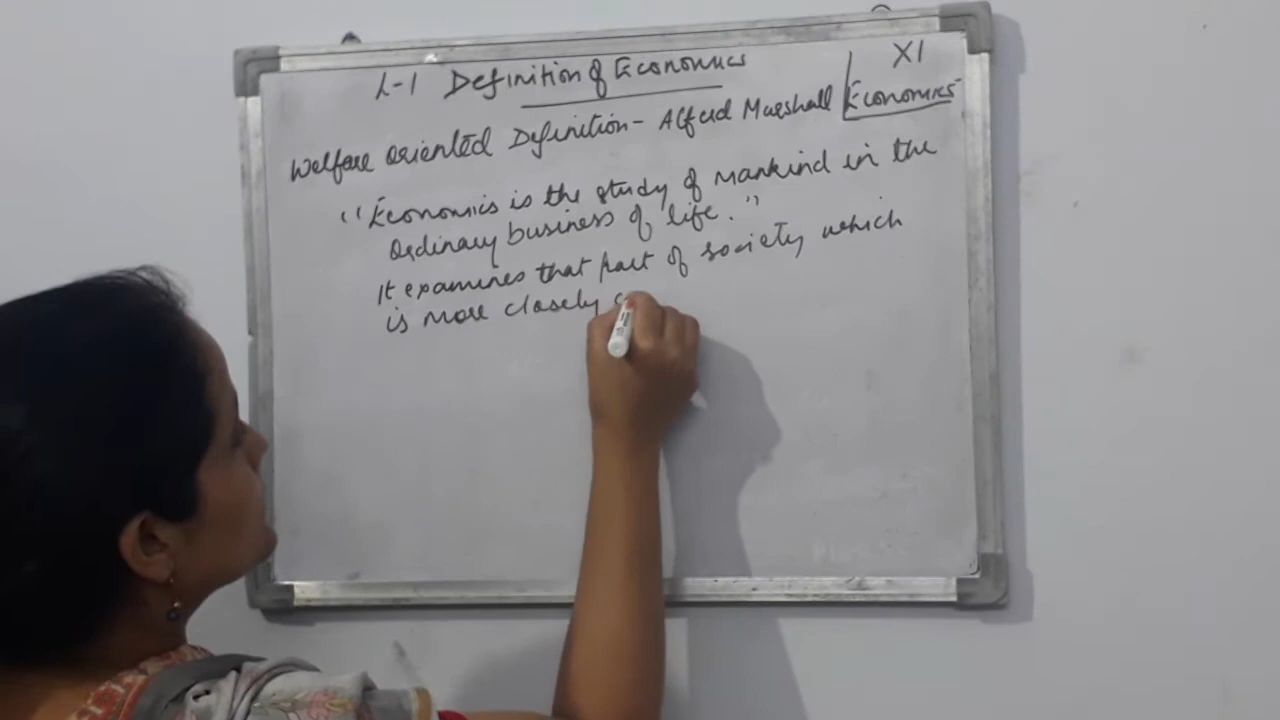 L-1 Definition of Economics
XI
Economics
Welfare Oriented Definition - Alfred Marshall
"Economics is the study of Mankind in the
Ordinary business of life."
It examines that part of society which
is more closely